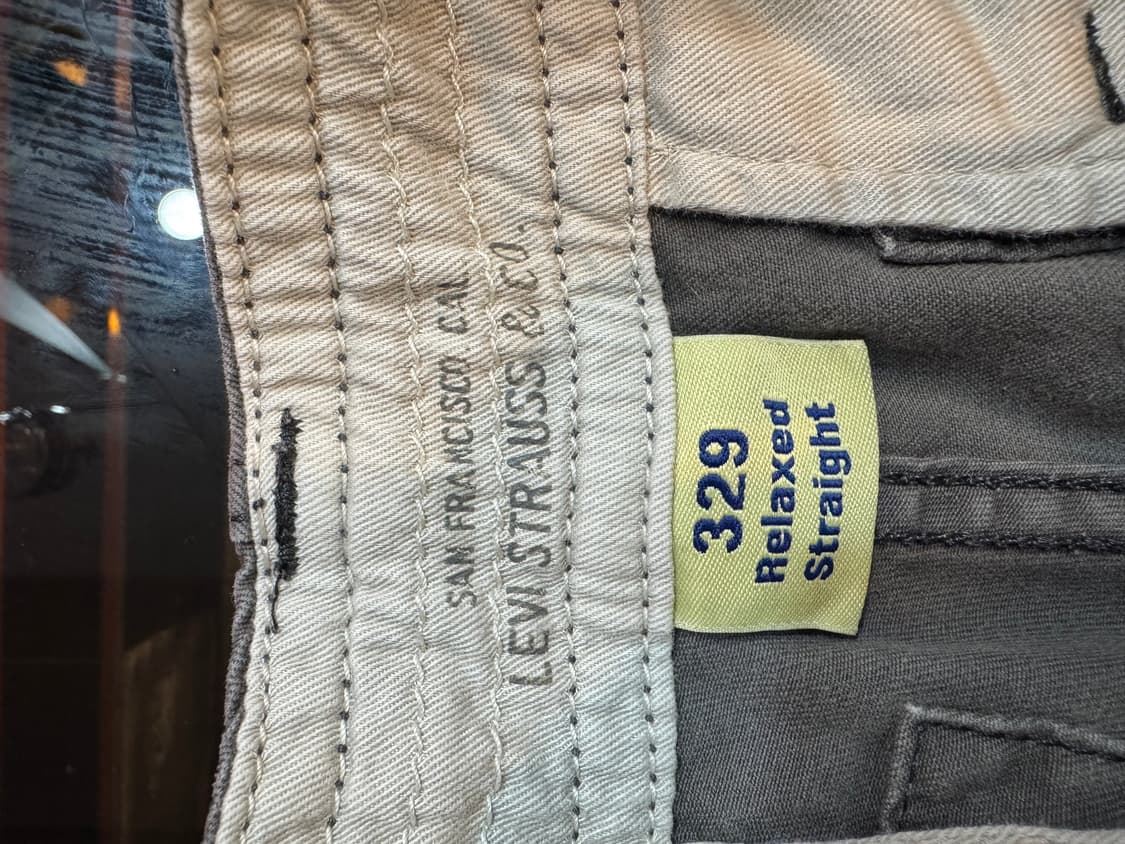 SAN FRANCISCO CAL
LEVI STRAUSS & CO.
329
Relaxed
Straight